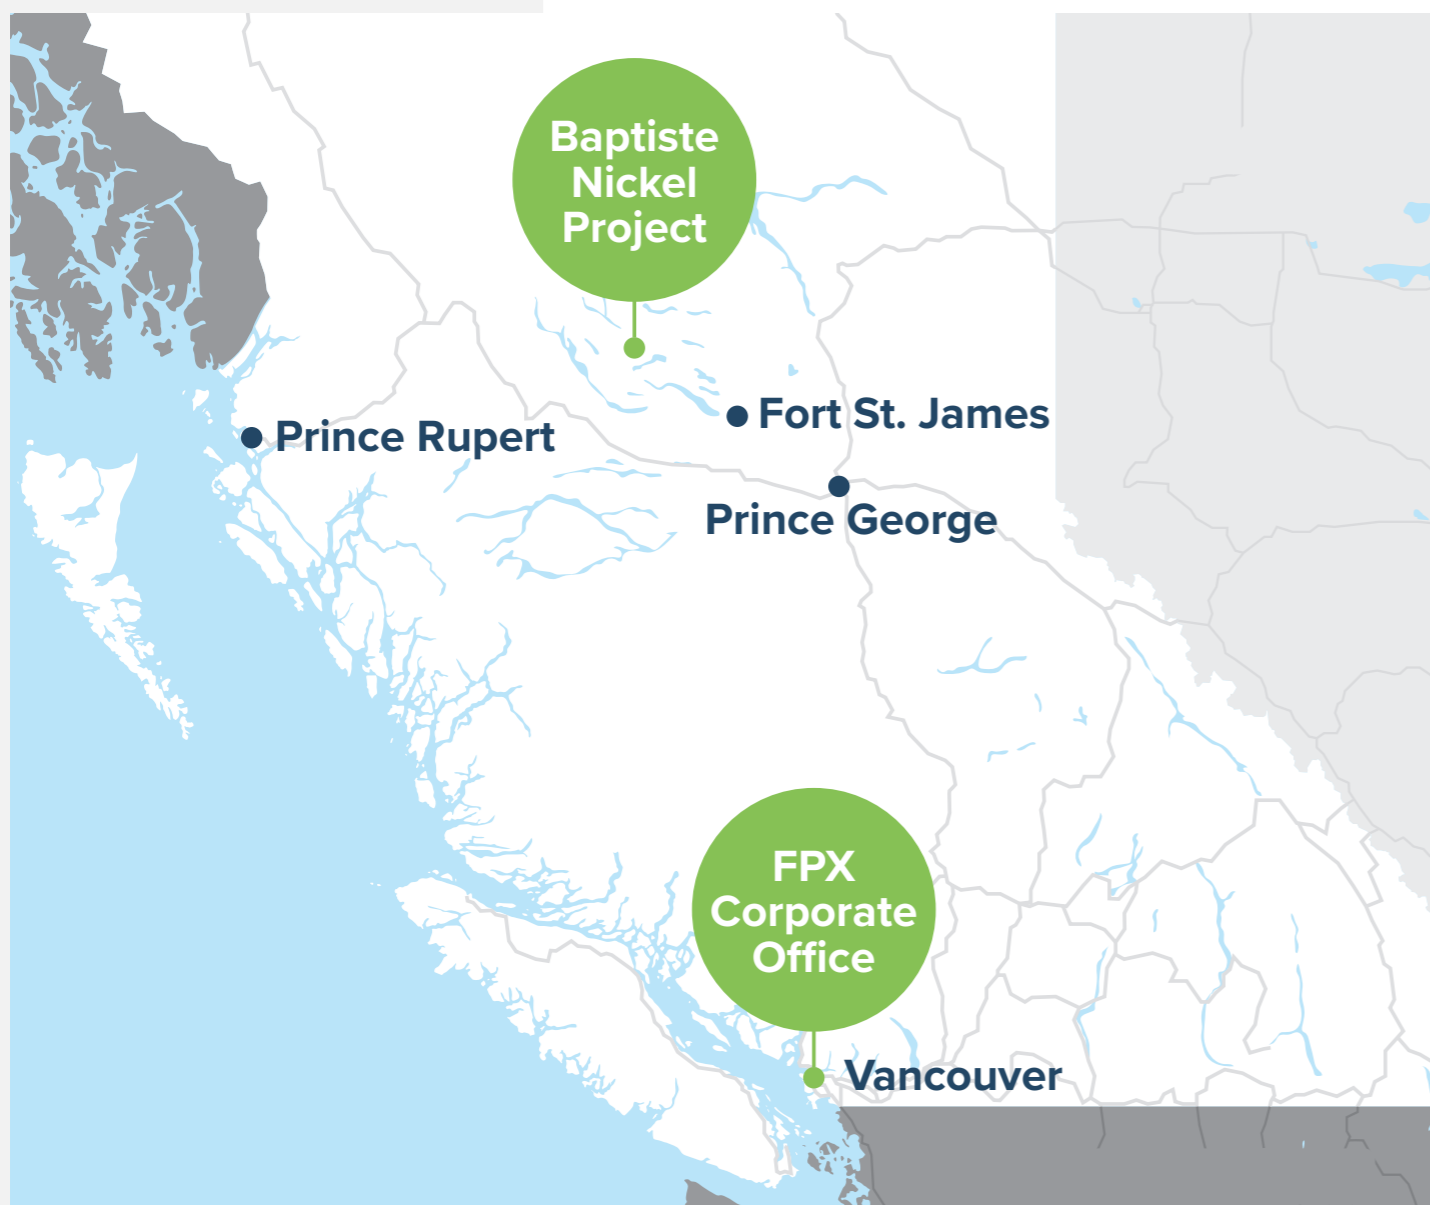 Baptiste
Nickel
Project
Fort St. James
Prince Rupert
Prince George
FPX
Corporate
Office
Vancouver